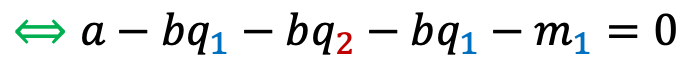 ⟺ a − bq₁ − bq₂ − bq₁ − m₁ = 0